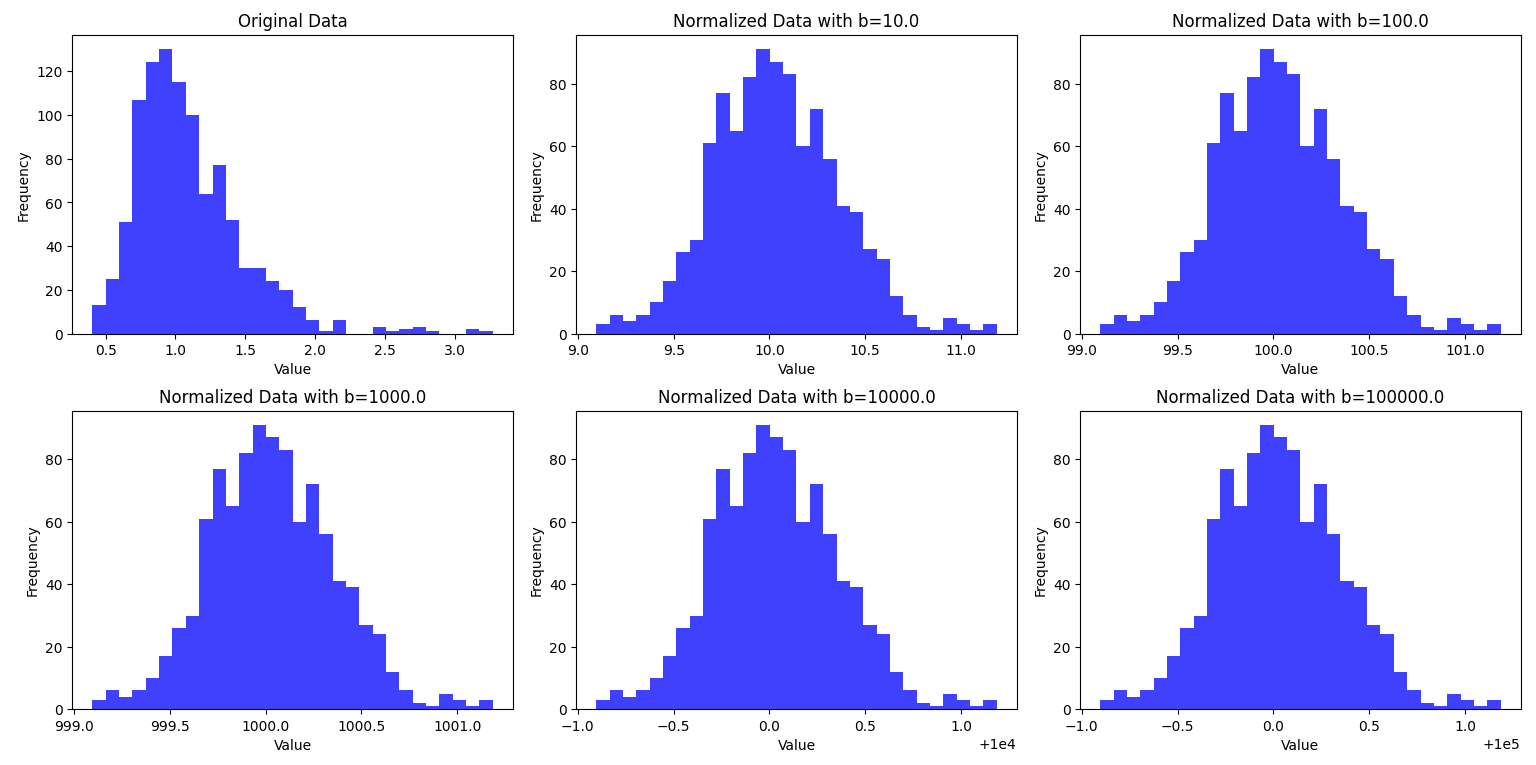 Original Data
Frequency
0
20
40
60
80
100
120
0.5 1.0 1.5 2.0 2.5 3.0
Value
Normalized Data with b=10.0
Frequency
0
20
40
60
80
9.0 9.5 10.0 10.5 11.0
Value
Normalized Data with b=100.0
Frequency
0
20
40
60
80
99.0 99.5 100.0 100.5 101.0
Value
Normalized Data with b=1000.0
Frequency
0
20
40
60
80
999.0 999.5 1000.0 1000.5 1001.0
Value
Normalized Data with b=10000.0
Frequency
0
20
40
60
80
−1.0 −0.5 0.0 0.5 1.0
Value
+1e4
Normalized Data with b=100000.0
Frequency
0
20
40
60
80
−1.0 −0.5 0.0 0.5 1.0
Value
+1e5